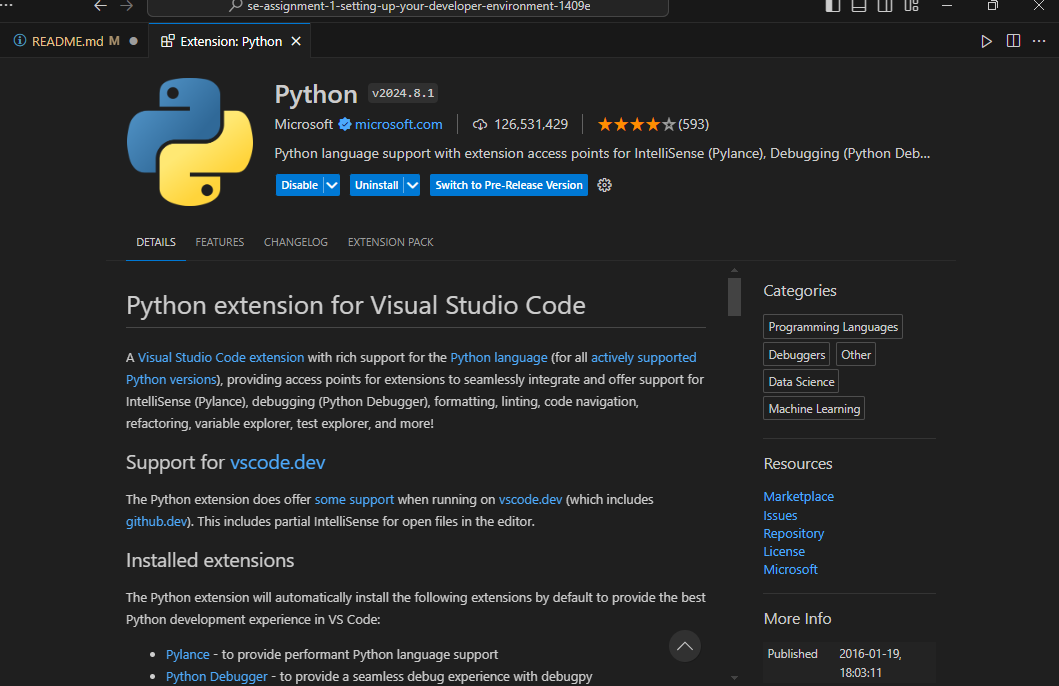 se-assignment-1-setting-up-your-developer-environment-1409e
README.md M
Extension: Python
Python v2024.8.1
Microsoft microsoft.com 126,531,429 (593)
Python language support with extension access points for IntelliSense (Pylance), Debugging (Python Deb...
Disable Uninstall Switch to Pre-Release Version
DETAILS FEATURES CHANGELOG EXTENSION PACK
Python extension for Visual Studio Code
A Visual Studio Code extension with rich support for the Python language (for all actively supported
Python versions), providing access points for extensions to seamlessly integrate and offer support for
IntelliSense (Pylance), debugging (Python Debugger), formatting, linting, code navigation,
refactoring, variable explorer, test explorer, and more!
Support for vscode.dev
The Python extension does offer some support when running on vscode.dev (which includes
github.dev). This includes partial IntelliSense for open files in the editor.
Installed extensions
The Python extension will automatically install the following extensions by default to provide the best
Python development experience in VS Code:
• Pylance - to provide performant Python language support
• Python Debugger - to provide a seamless debug experience with debugpy
Categories
Programming Languages
Debuggers Other
Data Science
Machine Learning
Resources
Marketplace
Issues
Repository
License
Microsoft
More Info
Published 2016-01-19,
18:03:11